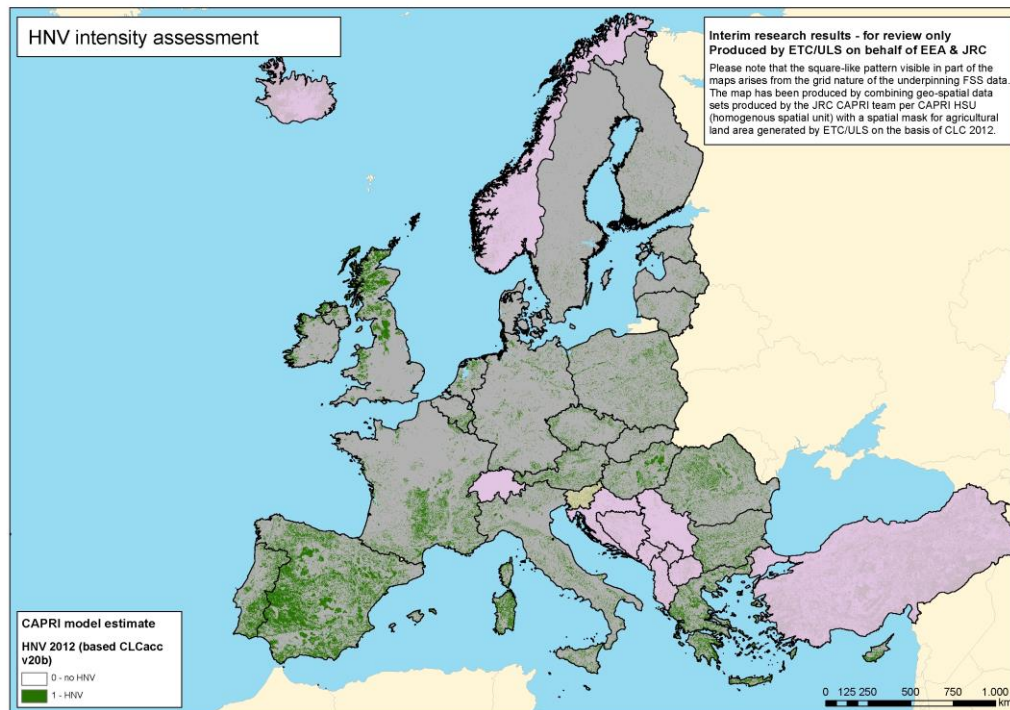 HNV intensity assessment
Interim research results - for review only
Produced by ETC/ULS on behalf of EEA & JRC
Please note that the square-like pattern visible in part of the
maps arises from the grid nature of the underpinning FSS data.
The map has been produced by combining geo-spatial data
sets produced by the JRC CAPRI team per CAPRI HSU
(homogenous spatial unit) with a spatial mask for agricultural
land area generated by ETC/ULS on the basis of CLC 2012.
CAPRI model estimate
HNV 2012 (based CLCacc
v20b)
0 - no HNV
1 - HNV
0 125 250 500 750 1.000
km